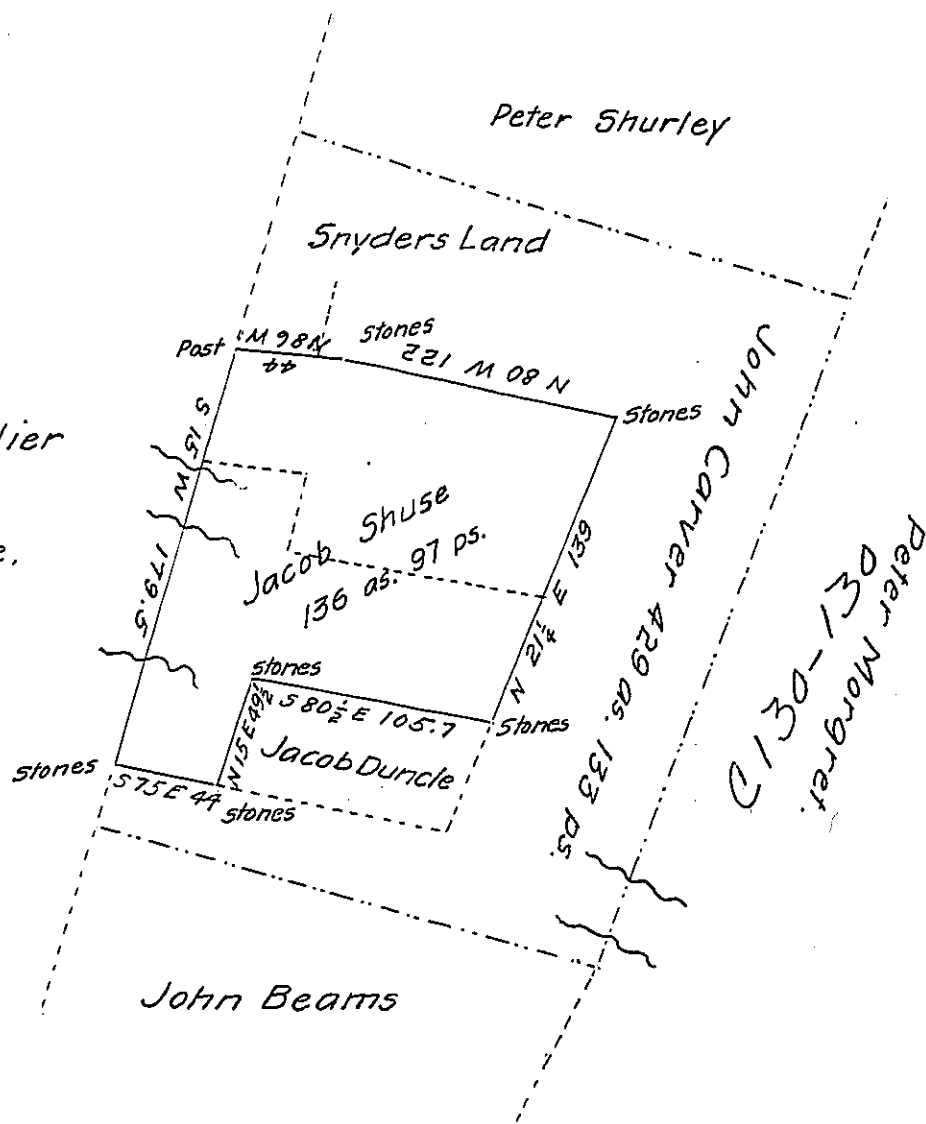 Peter Shurley
Snyders Land
Post
N 86 W
44
Stones
N 80 W 122
Stones
lier
e,
S 15 W 179.5
Jacob Shuse
136 as. 97 ps.
N 21¼ E 139
John Carver 429 as. 133 ps.
Peter Morgret.
C130-130
Stones
S 80½ E 105.7
Stones
N 15 E 49½
Jacob Duncle
Stones
S 75 E 44
Stones
John Beams